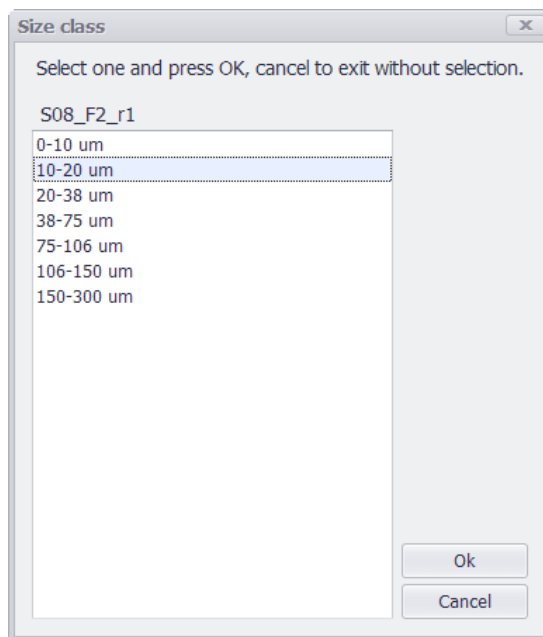 Size class
Select one and press OK, cancel to exit without selection.
S08_F2_r1
0-10 um
10-20 um
20-38 um
38-75 um
75-106 um
106-150 um
150-300 um
Ok
Cancel